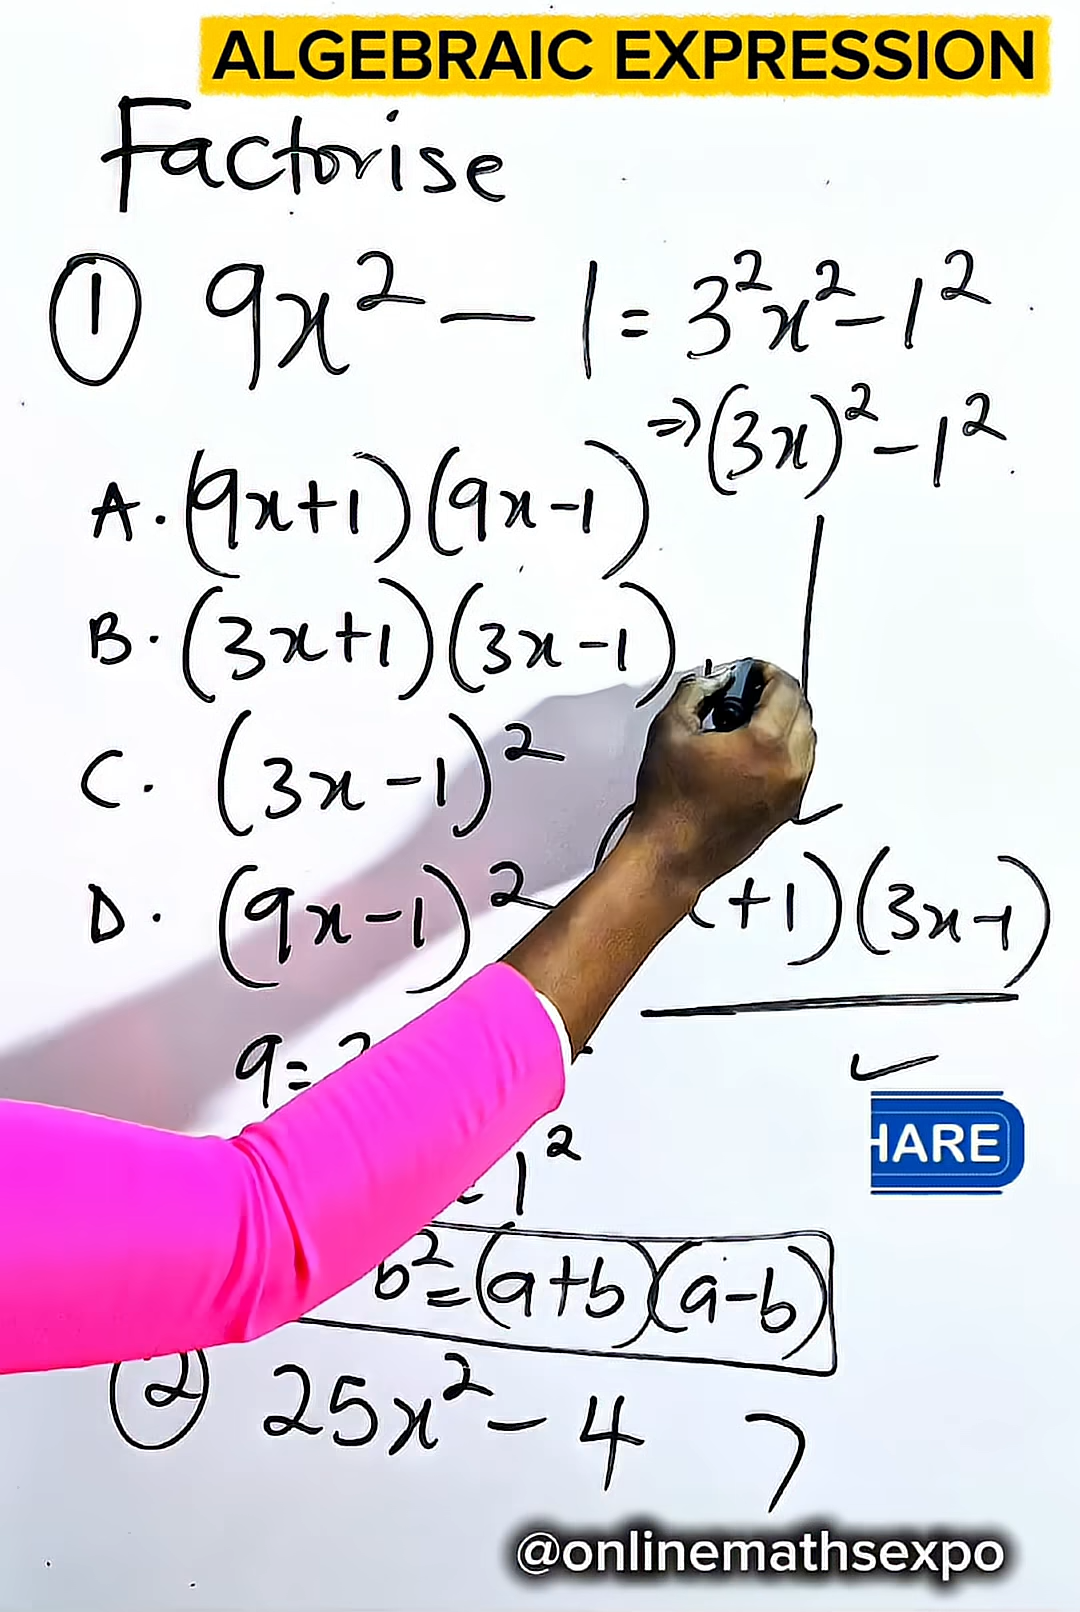 ALGEBRAIC EXPRESSION
Factorise
① 9x² – 1 = 3²x² – 1²
⇒ (3x)² – 1²
A. (9x+1)(9x-1)
B. (3x+1)(3x-1)
C. (3x-1)²
D. (9x-1)²
+1)(3x-1)
9=
1²
b² = (a+b)(a-b)
② 25x² – 4
HARE
@onlinemathsexpo